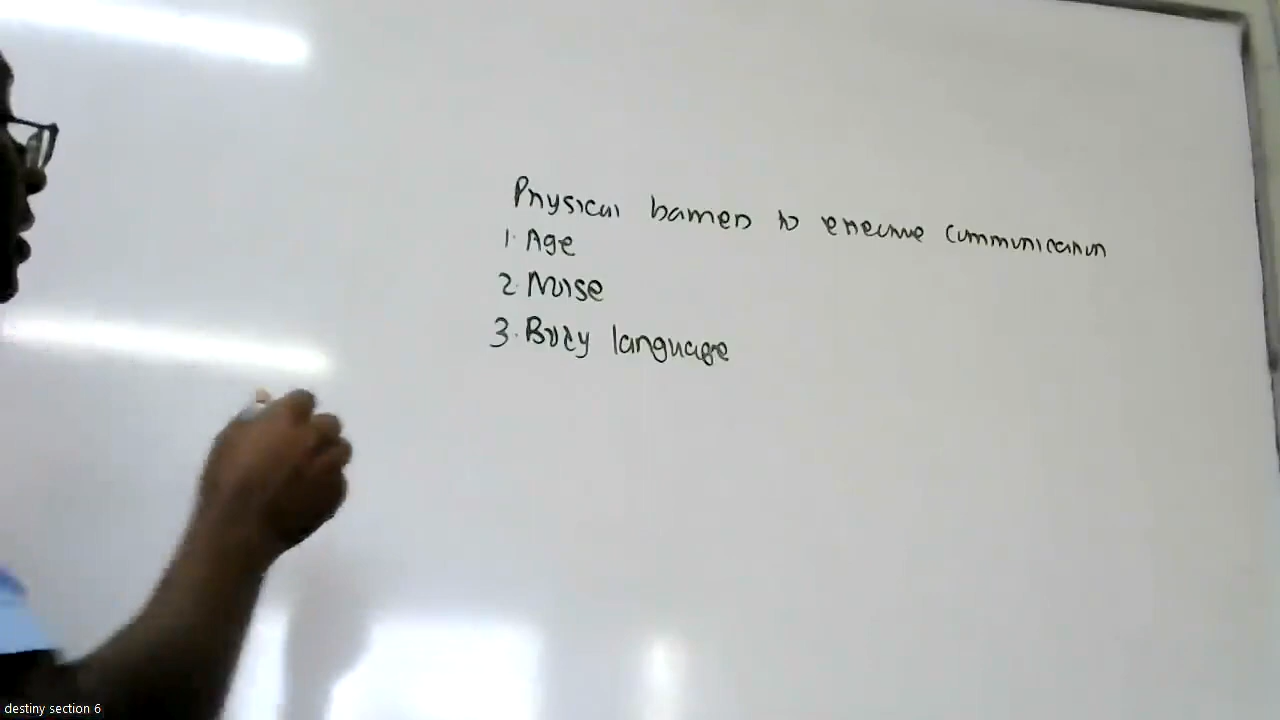 Physical barriers to effective communication
1. Age
2. Noise
3. Body language
destiny section 6